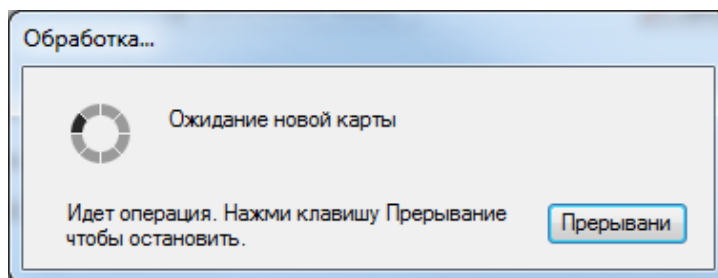 Обработка...
Ожидание новой карты
Идет операция. Нажми клавишу Прерывание
чтобы остановить.
Прерывани